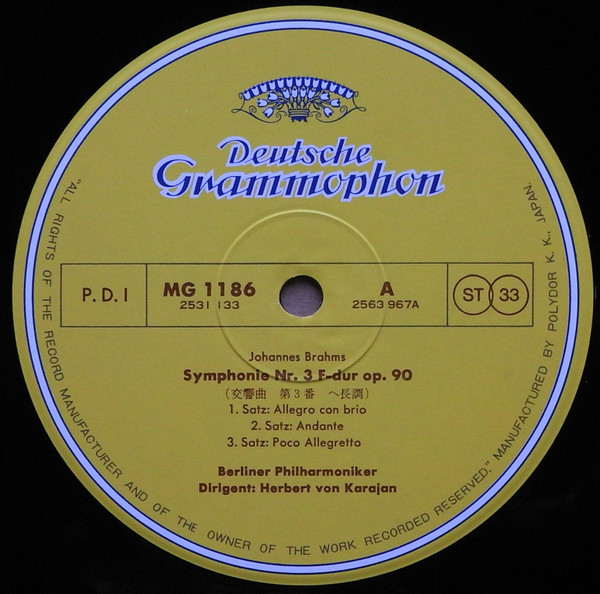 Deutsche
Grammophon
P.D.I
MG 1186
2531 133
A
2563 967A
ST 33
Johannes Brahms
Symphonie Nr. 3 F-dur op. 90
(交響曲 第3番 ヘ長調)
1. Satz: Allegro con brio
2. Satz: Andante
3. Satz: Poco Allegretto
Berliner Philharmoniker
Dirigent: Herbert von Karajan
"ALL RIGHTS OF THE RECORD MANUFACTURER AND OF THE OWNER OF THE WORK RECORDED RESERVED." MANUFACTURED BY POLYDOR K. K., JAPAN.